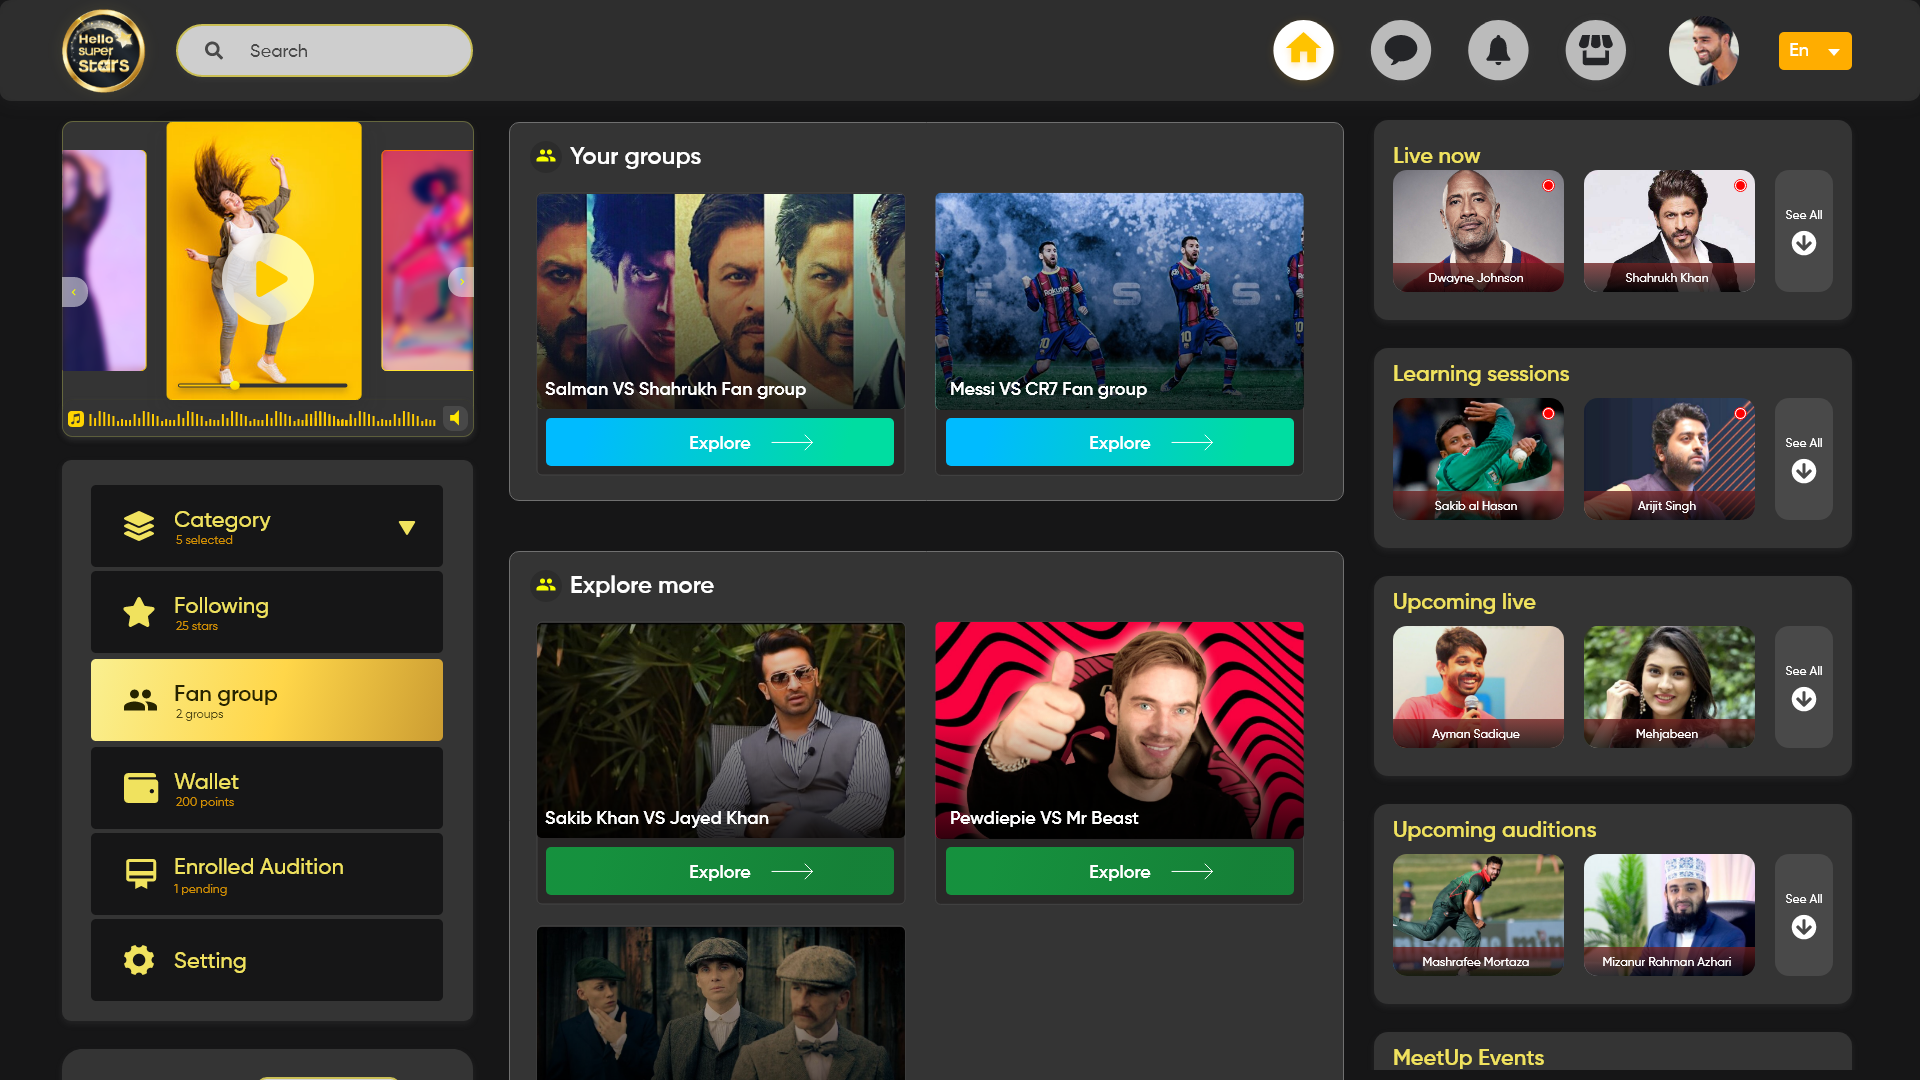 Hello
super
stars
Search
En
Your groups
Salman VS Shahrukh Fan group
Messi VS CR7 Fan group
Explore
Explore
Category
5 selected
Following
25 stars
Fan group
2 groups
Wallet
200 points
Enrolled Audition
1 pending
Setting
Explore more
Sakib Khan VS Jayed Khan
Pewdiepie VS Mr Beast
Explore
Explore
Live now
Dwayne Johnson
Shahrukh Khan
See All
Learning sessions
Sakib al Hasan
Arijit Singh
See All
Upcoming live
Ayman Sadique
Mehjabeen
See All
Upcoming auditions
Mashrafee Mortaza
Mizanur Rahman Azhari
See All
MeetUp Events